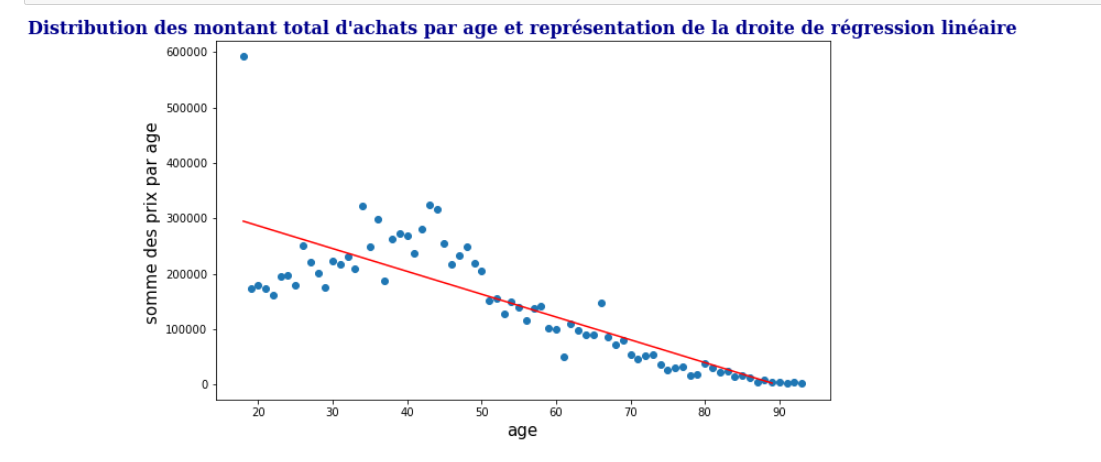 Distribution des montant total d'achats par age et représentation de la droite de régression linéaire
600000
500000
400000
300000
200000
100000
0
somme des prix par age
20 30 40 50 60 70 80 90
age